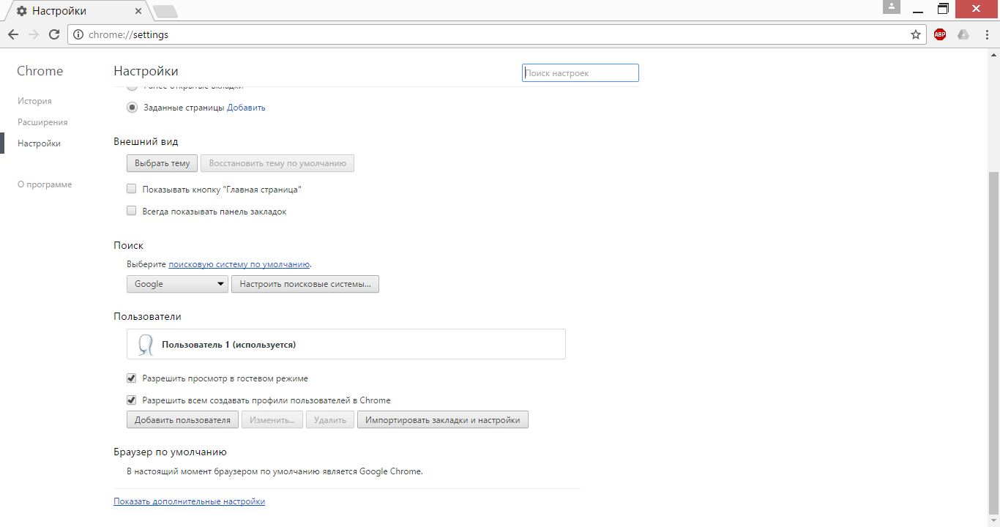 Настройки
chrome://settings
ABP
Chrome
Настройки
Поиск настроек
История
Расширения
Настройки
О программе
Ранее открытые вкладки
Заданные страницы Добавить
Внешний вид
Выбрать тему
Восстановить тему по умолчанию
Показывать кнопку "Главная страница"
Всегда показывать панель закладок
Поиск
Выберите поисковую систему по умолчанию.
Google
Настроить поисковые системы...
Пользователи
Пользователь 1 (используется)
Разрешить просмотр в гостевом режиме
Разрешить всем создавать профили пользователей в Chrome
Добавить пользователя
Изменить...
Удалить
Импортировать закладки и настройки
Браузер по умолчанию
В настоящий момент браузером по умолчанию является Google Chrome.
Показать дополнительные настройки